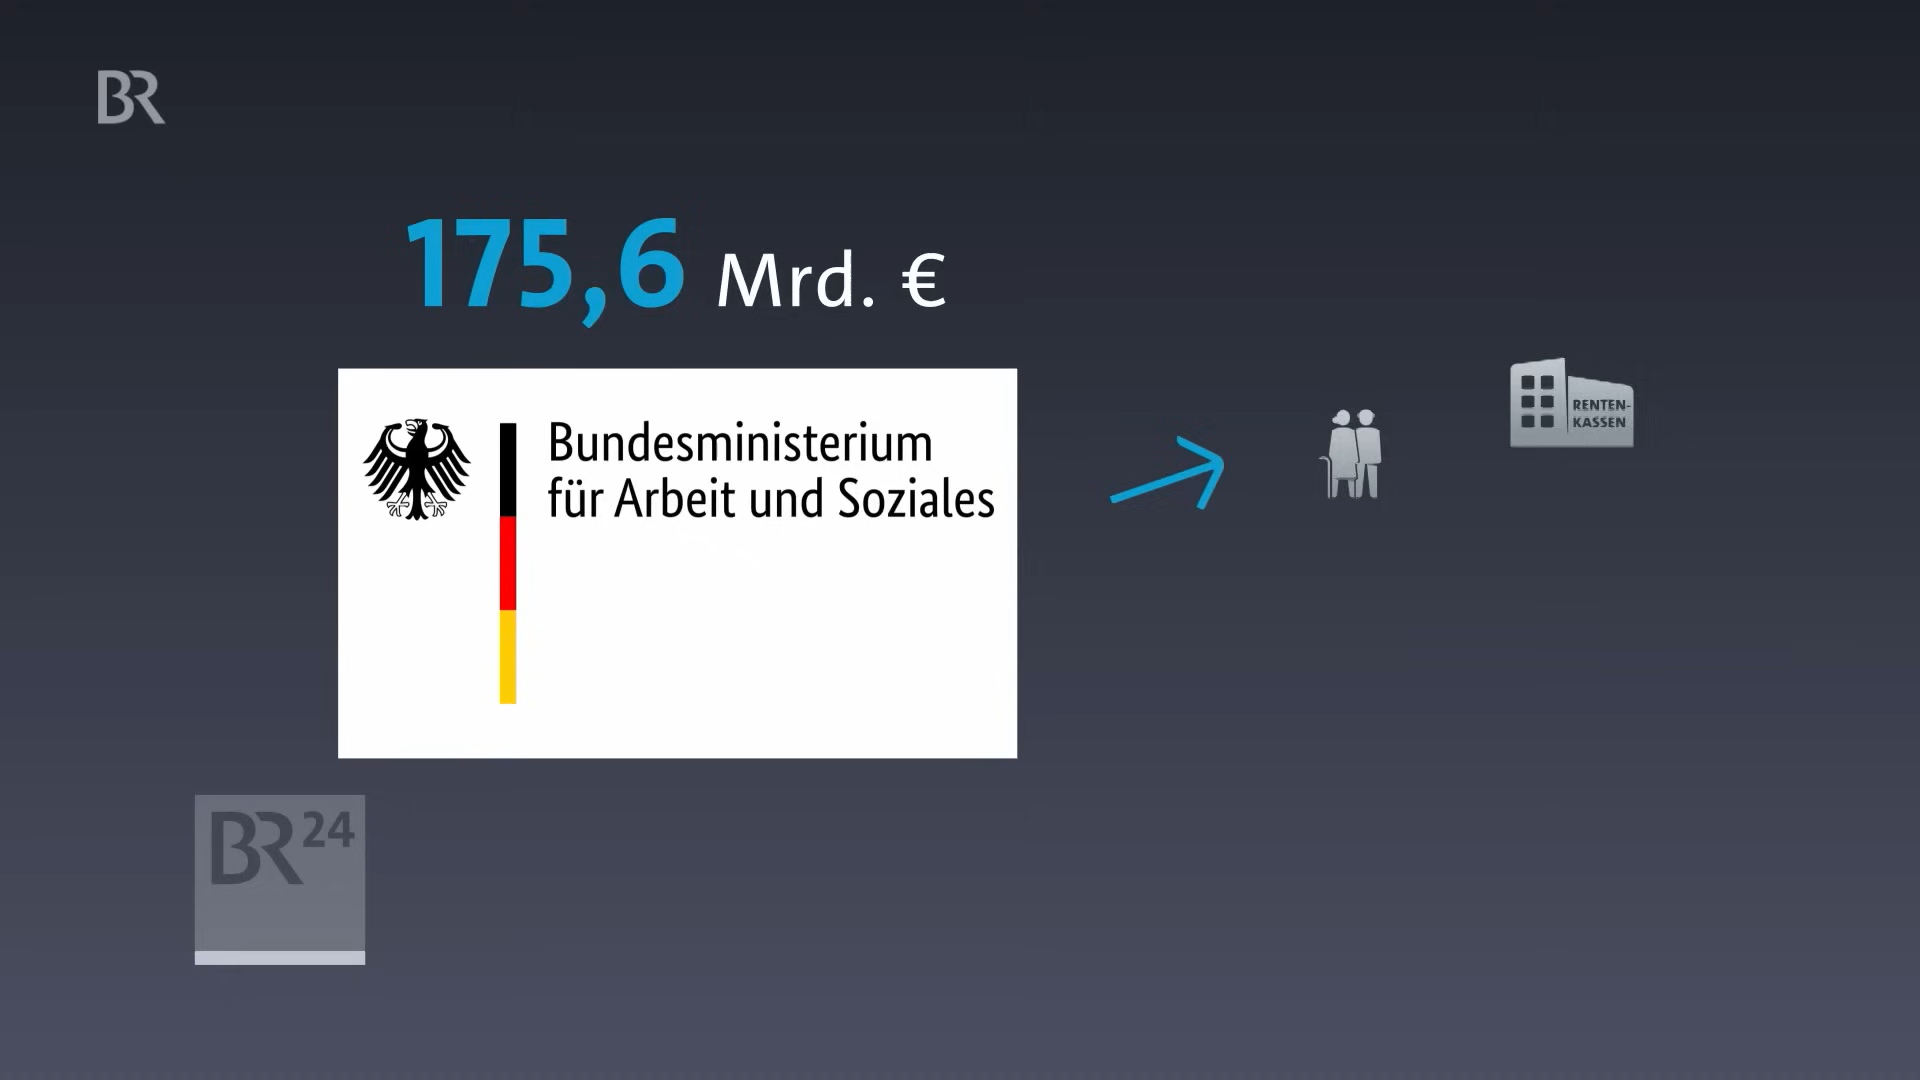 BR
175,6 Mrd. €
Bundesministerium
für Arbeit und Soziales
RENTEN-
KASSEN
BR24